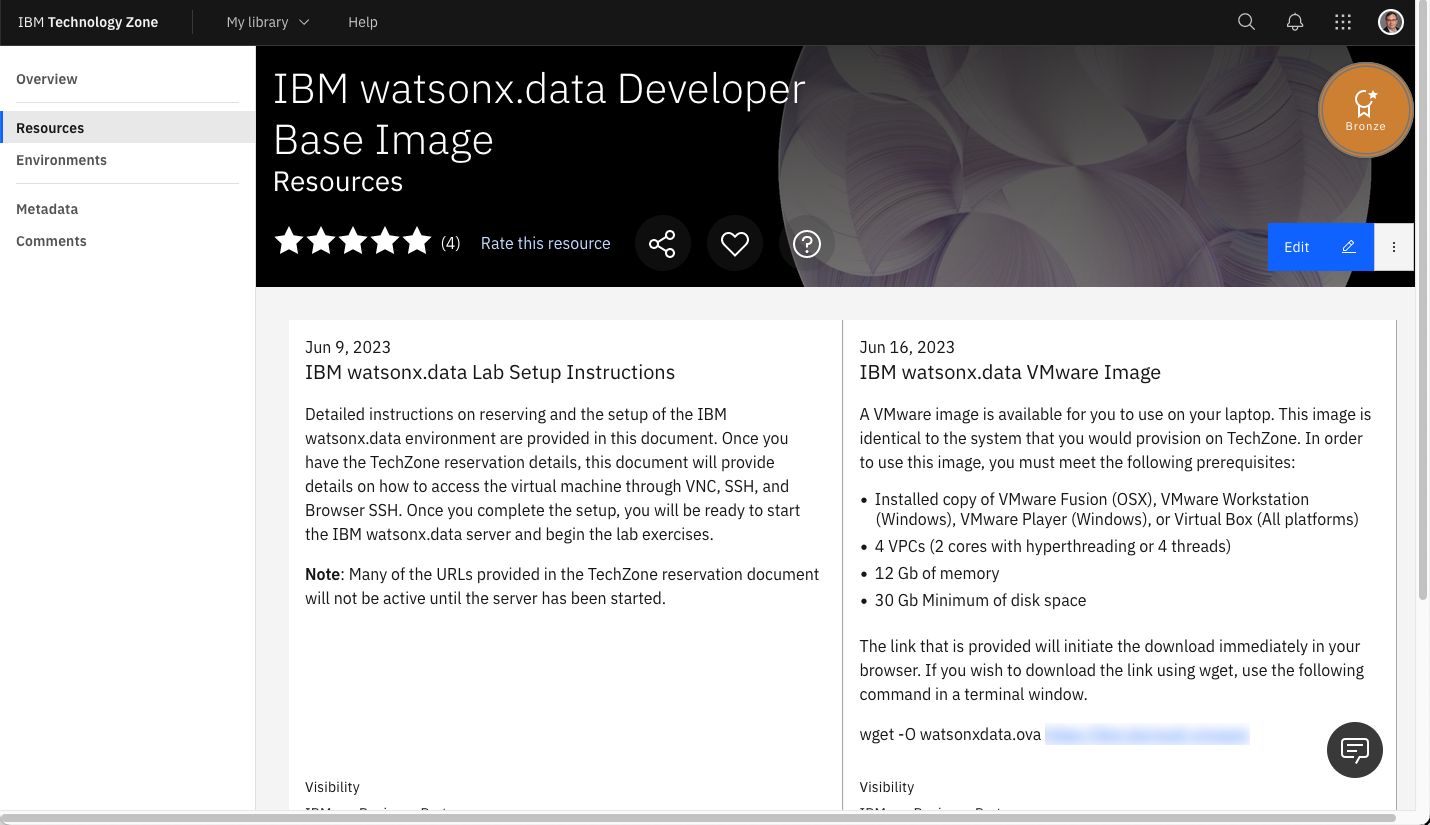 IBM Technology Zone
My library
Help
Overview
Resources
Environments
Metadata
Comments
IBM watsonx.data Developer
Base Image
Resources
(4)
Rate this resource
Bronze
Edit
Jun 9, 2023
IBM watsonx.data Lab Setup Instructions
Detailed instructions on reserving and the setup of the IBM
watsonx.data environment are provided in this document. Once you
have the TechZone reservation details, this document will provide
details on how to access the virtual machine through VNC, SSH, and
Browser SSH. Once you complete the setup, you will be ready to start
the IBM watsonx.data server and begin the lab exercises.
Note: Many of the URLs provided in the TechZone reservation document
will not be active until the server has been started.
Visibility
Jun 16, 2023
IBM watsonx.data VMware Image
A VMware image is available for you to use on your laptop. This image is
identical to the system that you would provision on TechZone. In order
to use this image, you must meet the following prerequisites:
• Installed copy of VMware Fusion (OSX), VMware Workstation
(Windows), VMware Player (Windows), or Virtual Box (All platforms)
• 4 VPCs (2 cores with hyperthreading or 4 threads)
• 12 Gb of memory
• 30 Gb Minimum of disk space
The link that is provided will initiate the download immediately in your
browser. If you wish to download the link using wget, use the following
command in a terminal window.
wget -O watsonxdata.ova
Visibility